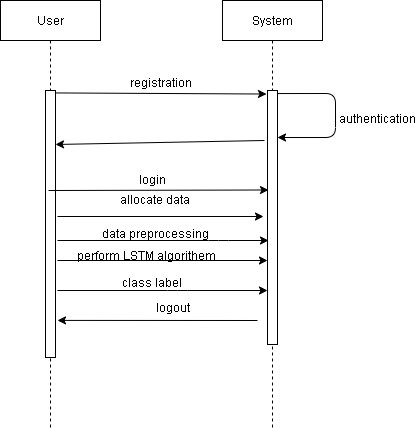 User
System
registration
authentication
login
allocate data
data preprocessing
perform LSTM algorithem
class label
logout